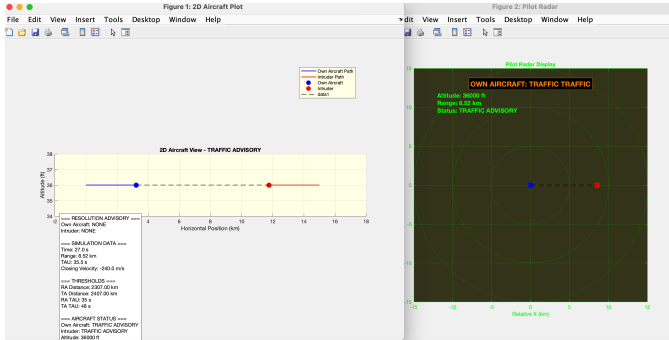 Figure 1: 2D Aircraft Plot
File Edit View Insert Tools Desktop Window Help
Own Aircraft Path
Intruder Path
Own Aircraft
Intruder
data1
2D Aircraft View - TRAFFIC ADVISORY
38
37
36
35
34
Altitude (ft)
-2 4 6 8 10 12 14 16 18
Horizontal Position (km)
=== RESOLUTION ADVISORY ===
Own Aircraft: NONE
Intruder: NONE
=== SIMULATION DATA ===
Time: 27.0 s
Range: 8.52 km
TAU: 35.5 s
Closing Velocity: -240.0 m/s
=== THRESHOLDS ===
RA Distance: 2307.00 km
TA Distance: 2407.00 km
RA TAU: 35 s
TA TAU: 48 s
=== AIRCRAFT STATUS ===
Own Aircraft: TRAFFIC ADVISORY
Intruder: TRAFFIC ADVISORY
Altitude: 36000 ft
Figure 2: Pilot Radar
dit View Insert Tools Desktop Window Help
Pilot Radar Display
OWN AIRCRAFT: TRAFFIC TRAFFIC
Altitude: 36000 ft
Range: 8.52 km
Status: TRAFFIC ADVISORY
15
10
5
0
-5
-10
-15
-15 -10 -5 0 5 10 15
Relative X (km)